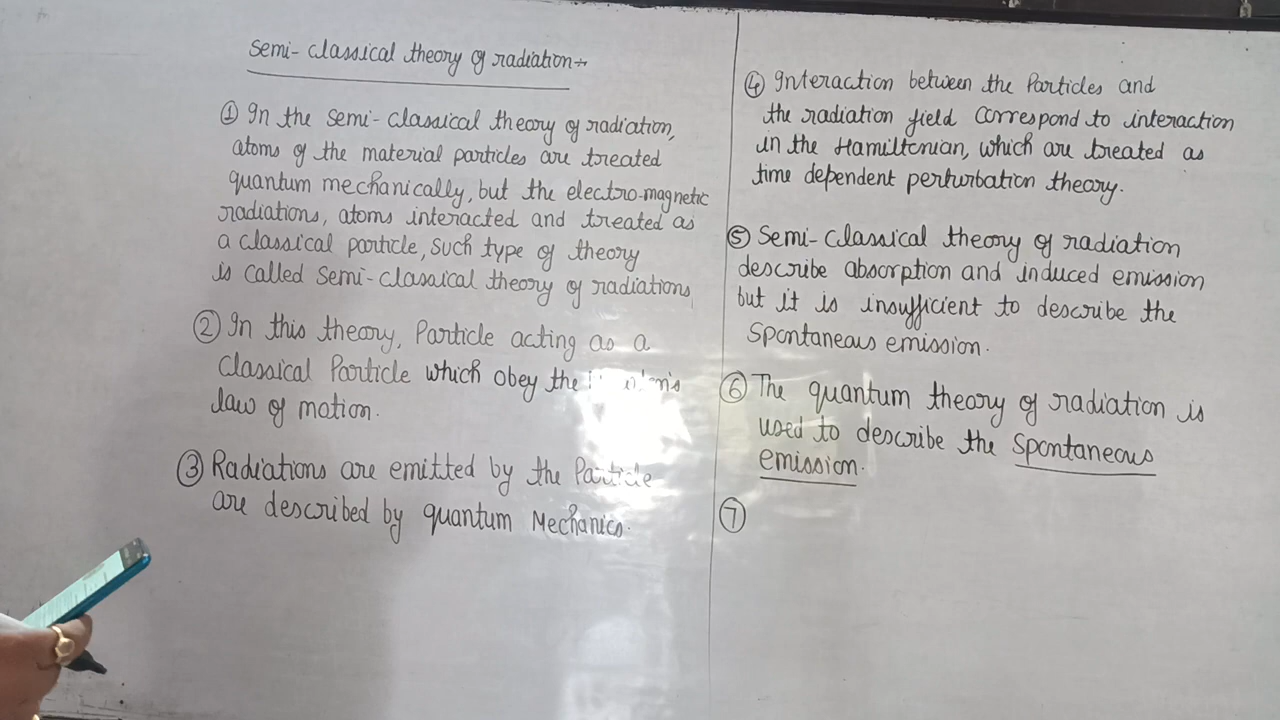 Semi-classical theory of radiation→
① In the semi-classical theory of radiation,
atoms of the material particles are treated
quantum mechanically, but the electro-magnetic
radiations, atoms interacted and treated as
a classical particle, such type of theory
is called semi-classical theory of radiations
② In this theory, Particle acting as a
classical Particle which obey the
law of motion.
③ Radiations are emitted by the Particle
are described by quantum Mechanics.
④ Interaction between the Particles and
the radiation field correspond to interaction
in the Hamiltonian, which are treated as
time dependent perturbation theory.
⑤ Semi-classical theory of radiation
describe absorption and induced emission
but it is insufficient to describe the
spontaneous emission.
⑥ The quantum theory of radiation is
used to describe the spontaneous
emission.
⑦